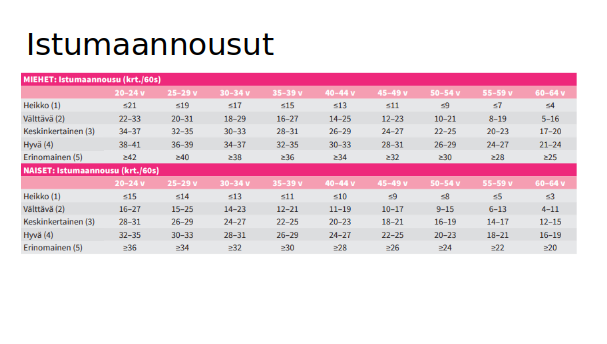 Istumaannousut
MIEHET: Istumaannousu (krt./60s)
20–24 v 25–29 v 30–34 v 35–39 v 40–44 v 45–49 v 50–54 v 55–59 v 60–64 v
Heikko (1) ≤21 ≤19 ≤17 ≤15 ≤13 ≤11 ≤9 ≤7 ≤4
Välttävä (2) 22–33 20–31 18–29 16–27 14–25 12–23 10–21 8–19 5–16
Keskinkertainen (3) 34–37 32–35 30–33 28–31 26–29 24–27 22–25 20–23 17–20
Hyvä (4) 38–41 36–39 34–37 32–35 30–33 28–31 26–29 24–27 21–24
Erinomainen (5) ≥42 ≥40 ≥38 ≥36 ≥34 ≥32 ≥30 ≥28 ≥25
NAISET: Istumaannousu (krt./60s)
20–24 v 25–29 v 30–34 v 35–39 v 40–44 v 45–49 v 50–54 v 55–59 v 60–64 v
Heikko (1) ≤15 ≤14 ≤13 ≤11 ≤10 ≤9 ≤8 ≤5 ≤3
Välttävä (2) 16–27 15–25 14–23 12–21 11–19 10–17 9–15 6–13 4–11
Keskinkertainen (3) 28–31 26–29 24–27 22–25 20–23 18–21 16–19 14–17 12–15
Hyvä (4) 32–35 30–33 28–31 26–29 24–27 22–25 20–23 18–21 16–19
Erinomainen (5) ≥36 ≥34 ≥32 ≥30 ≥28 ≥26 ≥24 ≥22 ≥20